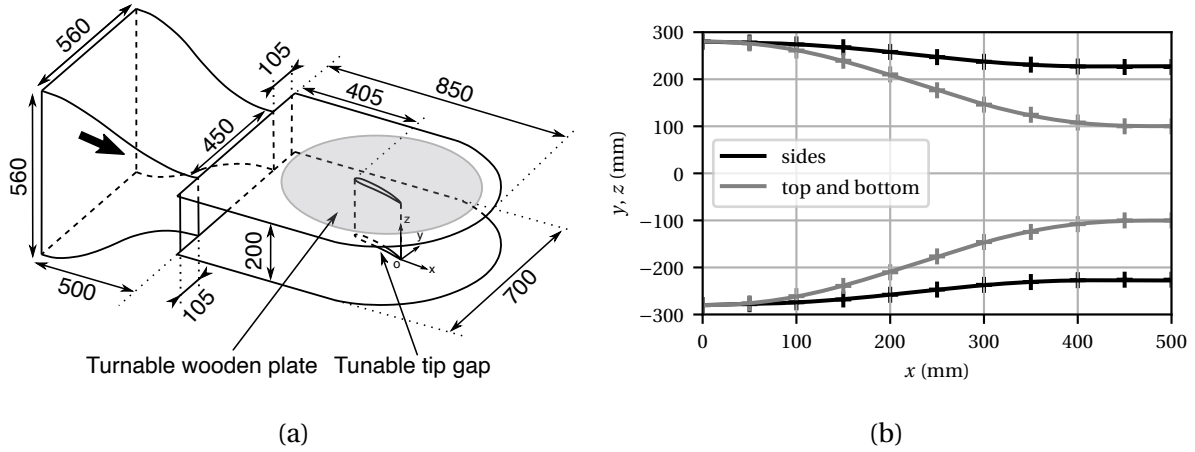 560
105
850
405
450
560
200
500
105
700
z
y
o
x
Turnable wooden plate
Tunable tip gap
(a)
300
200
100
0
−100
−200
−300
y, z (mm)
sides
top and bottom
0
100
200
300
400
500
x (mm)
(b)